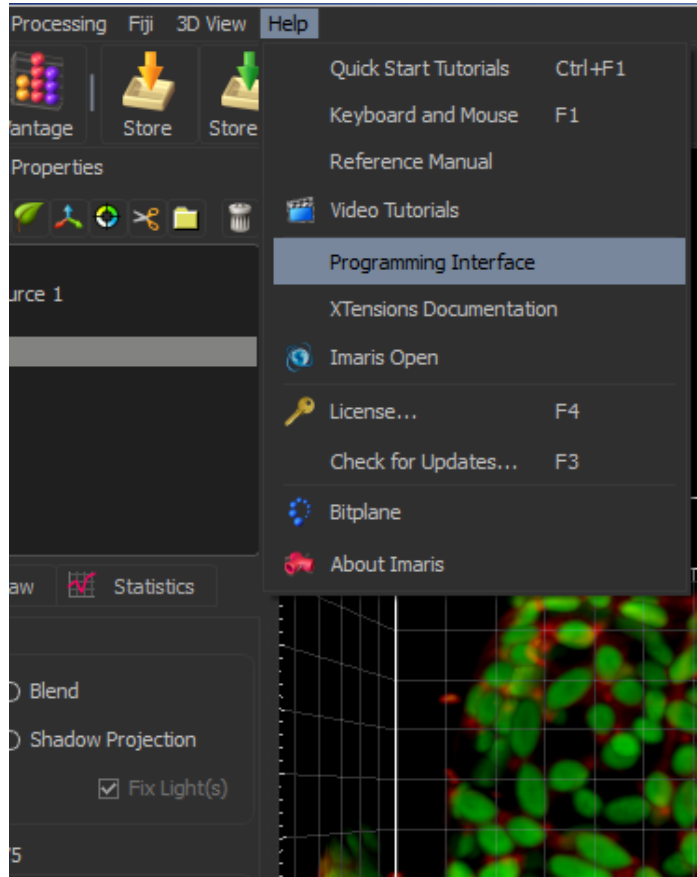 Processing Fiji 3D View Help
antage Store Store
Properties
urce 1
Quick Start Tutorials Ctrl+F1
Keyboard and Mouse F1
Reference Manual
Video Tutorials
Programming Interface
XTensions Documentation
Imaris Open
License... F4
Check for Updates... F3
Bitplane
About Imaris
aw Statistics
Blend
Shadow Projection
Fix Light(s)